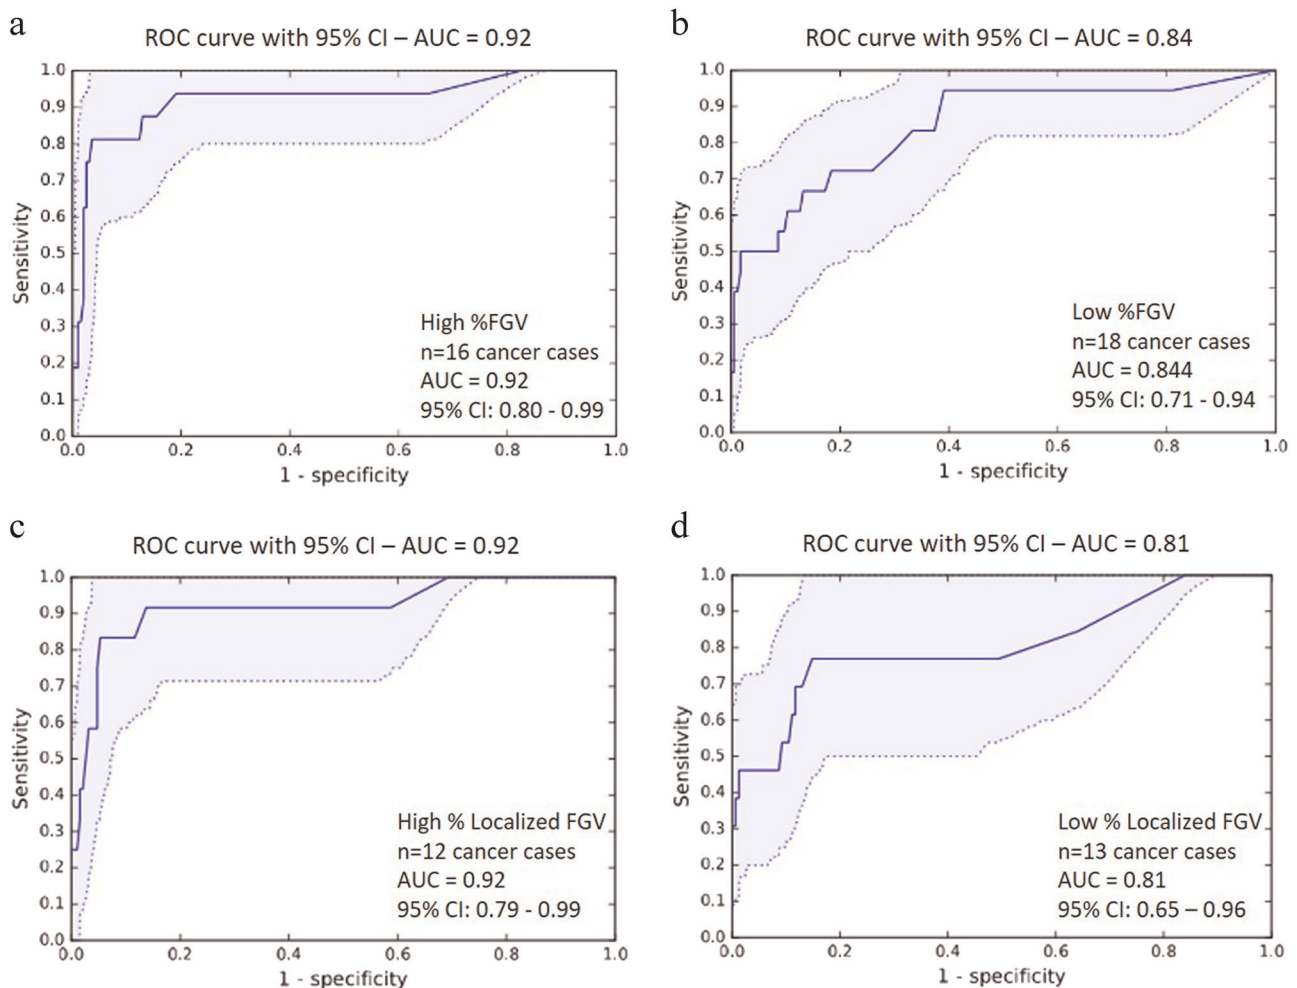 a
ROC curve with 95% CI – AUC = 0.92
1.0
0.9
0.8
0.7
0.6
0.5
0.4
0.3
0.2
0.1
0.0
Sensitivity
High %FGV
n=16 cancer cases
AUC = 0.92
95% CI: 0.80 - 0.99
0.0 0.2 0.4 0.6 0.8 1.0
1 - specificity
b
ROC curve with 95% CI – AUC = 0.84
1.0
0.9
0.8
0.7
0.6
0.5
0.4
0.3
0.2
0.1
0.0
Sensitivity
Low %FGV
n=18 cancer cases
AUC = 0.844
95% CI: 0.71 - 0.94
0.0 0.2 0.4 0.6 0.8 1.0
1 - specificity
c
ROC curve with 95% CI – AUC = 0.92
1.0
0.9
0.8
0.7
0.6
0.5
0.4
0.3
0.2
0.1
0.0
Sensitivity
High % Localized FGV
n=12 cancer cases
AUC = 0.92
95% CI: 0.79 - 0.99
0.0 0.2 0.4 0.6 0.8 1.0
1 - specificity
d
ROC curve with 95% CI – AUC = 0.81
1.0
0.9
0.8
0.7
0.6
0.5
0.4
0.3
0.2
0.1
0.0
Sensitivity
Low % Localized FGV
n=13 cancer cases
AUC = 0.81
95% CI: 0.65 – 0.96
0.0 0.2 0.4 0.6 0.8 1.0
1 - specificity